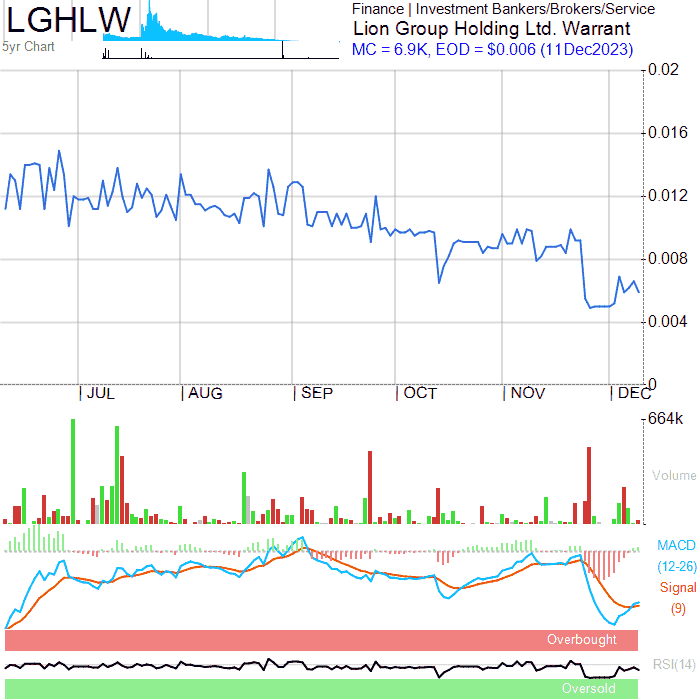 LGHLW
5yr Chart
Finance | Investment Bankers/Brokers/Service
Lion Group Holding Ltd. Warrant
MC = 6.9K, EOD = $0.006 (11Dec2023)
0.02
0.016
0.012
0.008
0.004
0
JUL AUG SEP OCT NOV DEC
664k
Volume
MACD
(12-26)
Signal
(9)
Overbought
RSI(14)
Oversold